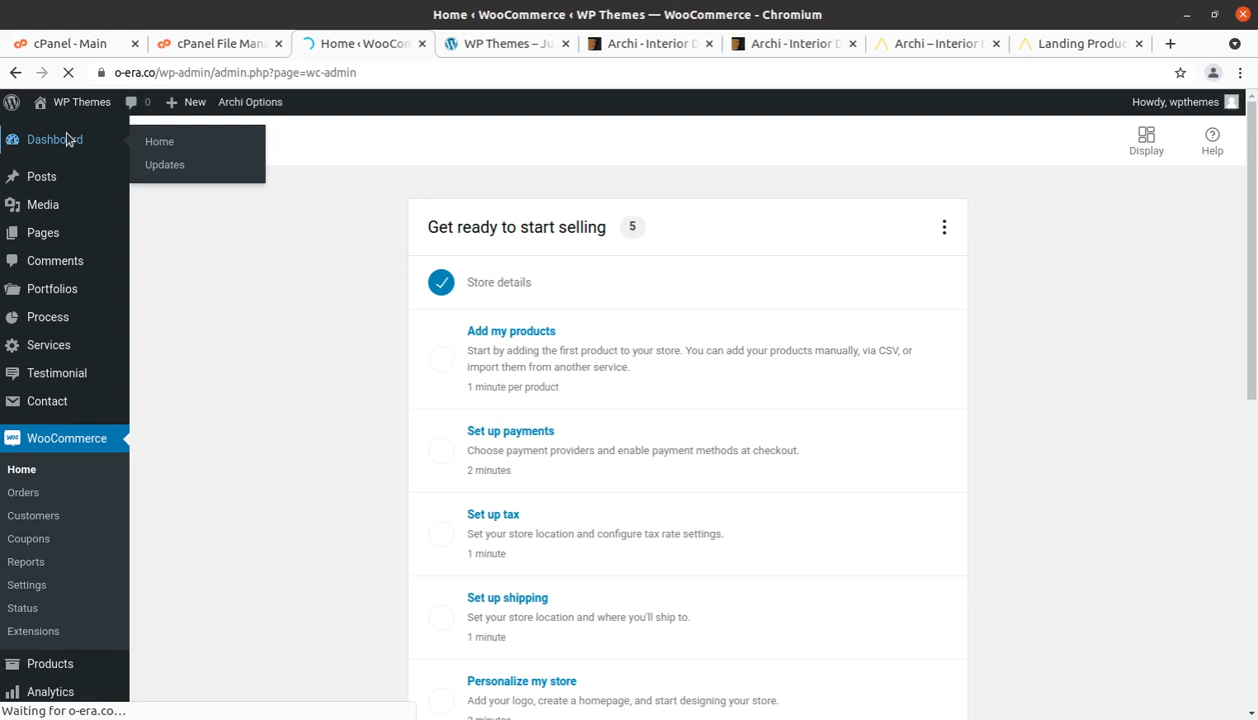 Home ‹ WooCommerce ‹ WP Themes — WooCommerce - Chromium
cPanel - Main
cPanel File Man
Home ‹ WooCon
WP Themes – Ju
Archi - Interior D
Archi - Interior D
Archi – Interior D
Landing Produc
o-era.co/wp-admin/admin.php?page=wc-admin
WP Themes 0 New Archi Options Howdy, wpthemes
Dashboard
Home
Updates
Display
Help
Posts
Media
Pages
Comments
Portfolios
Process
Services
Testimonial
Contact
WooCommerce
Home
Orders
Customers
Coupons
Reports
Settings
Status
Extensions
Products
Analytics
Get ready to start selling 5
Store details
Add my products
Start by adding the first product to your store. You can add your products manually, via CSV, or
import them from another service.
1 minute per product
Set up payments
Choose payment providers and enable payment methods at checkout.
2 minutes
Set up tax
Set your store location and configure tax rate settings.
1 minute
Set up shipping
Set your store location and where you'll ship to.
1 minute
Personalize my store
Add your logo, create a homepage, and start designing your store.
2 minutes
Waiting for o-era.co…